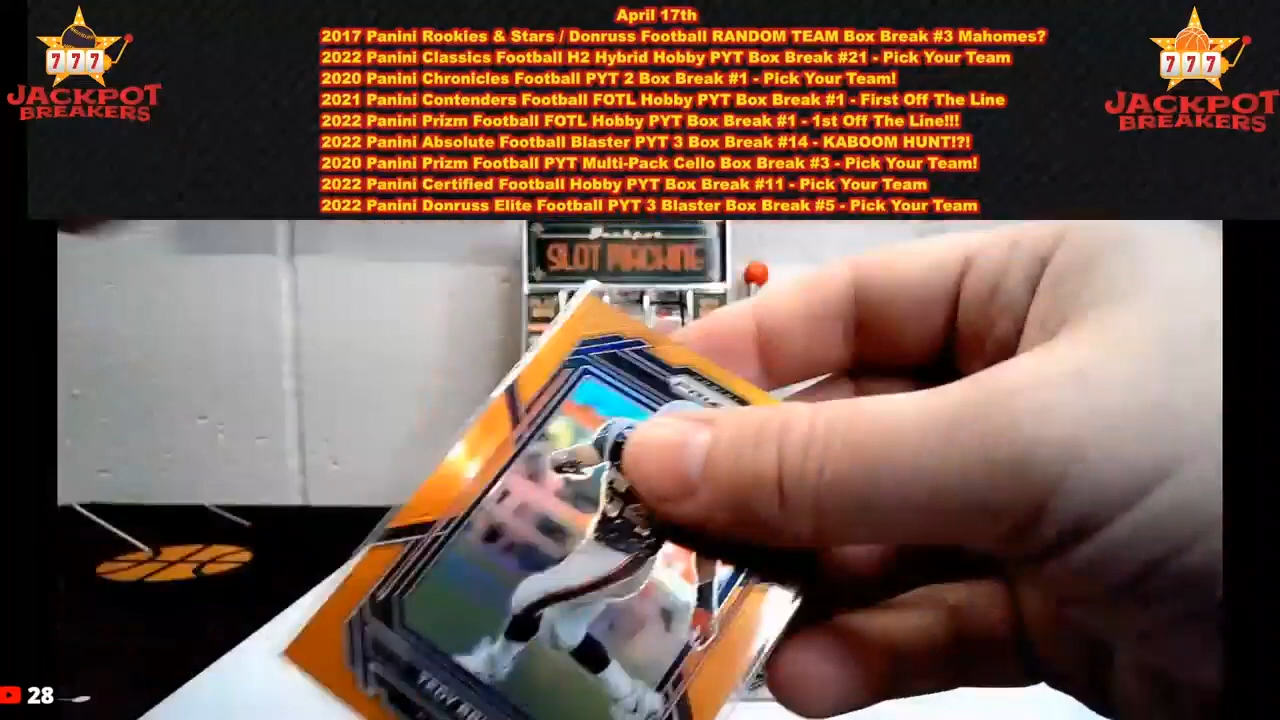 April 17th
2017 Panini Rookies & Stars / Donruss Football RANDOM TEAM Box Break #3 Mahomes?
2022 Panini Classics Football H2 Hybrid Hobby PYT Box Break #21 - Pick Your Team
2020 Panini Chronicles Football PYT 2 Box Break #1 - Pick Your Team!
2021 Panini Contenders Football FOTL Hobby PYT Box Break #1 - First Off The Line
2022 Panini Prizm Football FOTL Hobby PYT Box Break #1 - 1st Off The Line!!!
2022 Panini Absolute Football Blaster PYT 3 Box Break #14 - KABOOM HUNT!?!
2020 Panini Prizm Football PYT Multi-Pack Cello Box Break #3 - Pick Your Team!
2022 Panini Certified Football Hobby PYT Box Break #11 - Pick Your Team
2022 Panini Donruss Elite Football PYT 3 Blaster Box Break #5 - Pick Your Team
777
JACKPOT
BREAKERS
777
JACKPOT
BREAKERS
Jackpot
SLOT MACHINE
TROY
28